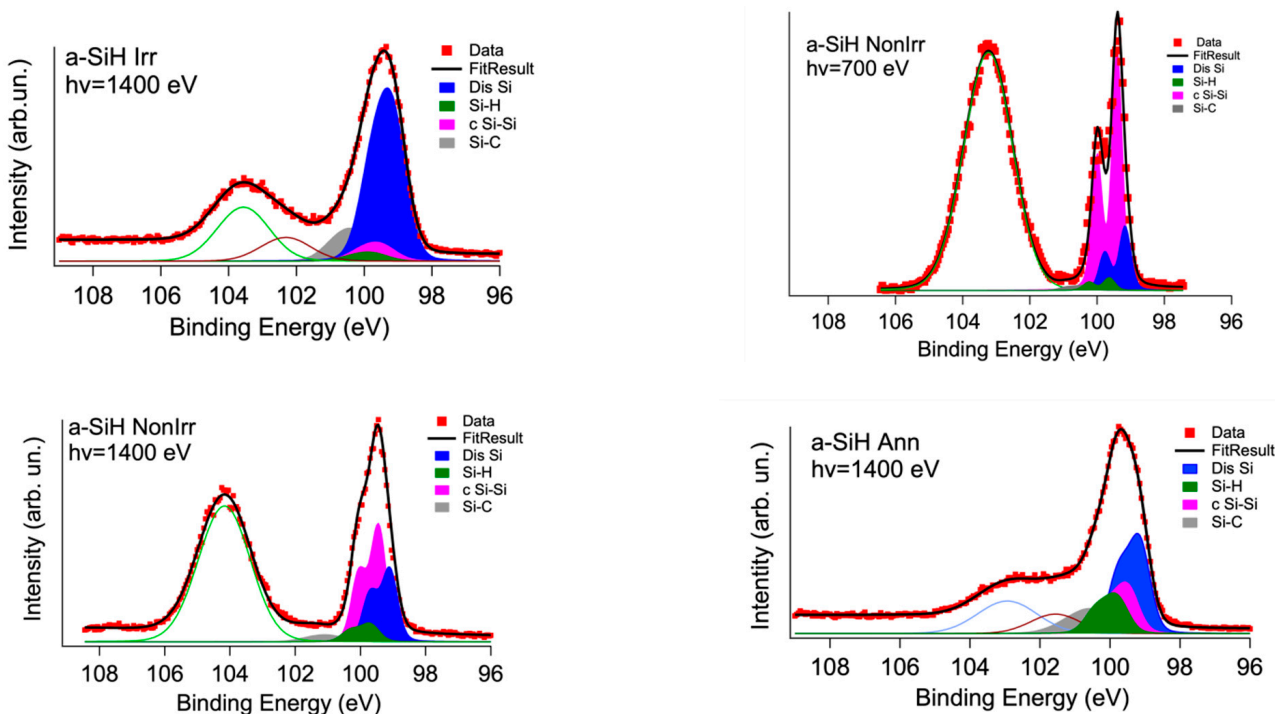 a-SiH Irr
hν=1400 eV
Data
FitResult
Dis Si
Si-H
c Si-Si
Si-C
Intensity (arb.un.)
108 106 104 102 100 98 96
Binding Energy (eV)
a-SiH NonIrr
hν=700 eV
Data
FitResult
Dis Si
Si-H
c Si-Si
Si-C
Intensity (arb.un.)
108 106 104 102 100 98 96
Binding Energy (eV)
a-SiH NonIrr
hν=1400 eV
Data
FitResult
Dis Si
Si-H
c Si-Si
Si-C
Intensity (arb. un.)
108 106 104 102 100 98 96
Binding Energy (eV)
a-SiH Ann
hν=1400 eV
Data
FitResult
Dis Si
Si-H
c Si-Si
Si-C
Intentity (arb. un.)
108 106 104 102 100 98 96
Binding Energy (eV)